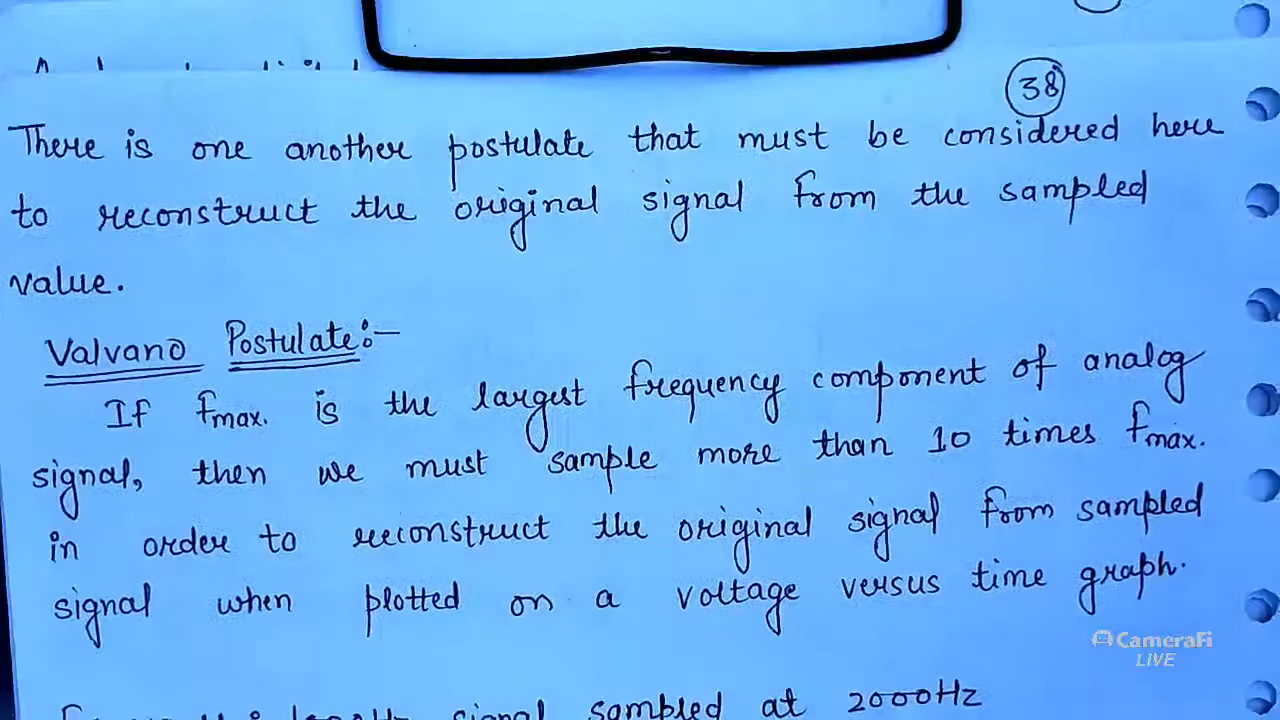 38
There is one another postulate that must be considered here
to reconstruct the original signal from the sampled
value.
Valvano Postulate:-
If fmax. is the largest frequency component of analog
signal, then we must sample more than 10 times fmax.
in order to reconstruct the original signal from sampled
signal when plotted on a voltage versus time graph.
CameraFi
LIVE
signal sampled at 2000Hz